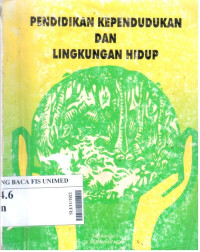 PENDIDIKAN KEPENDUDUKAN
DAN
LINGKUNGAN HIDUP
NG BACA FIS UNIMED
4.6
n